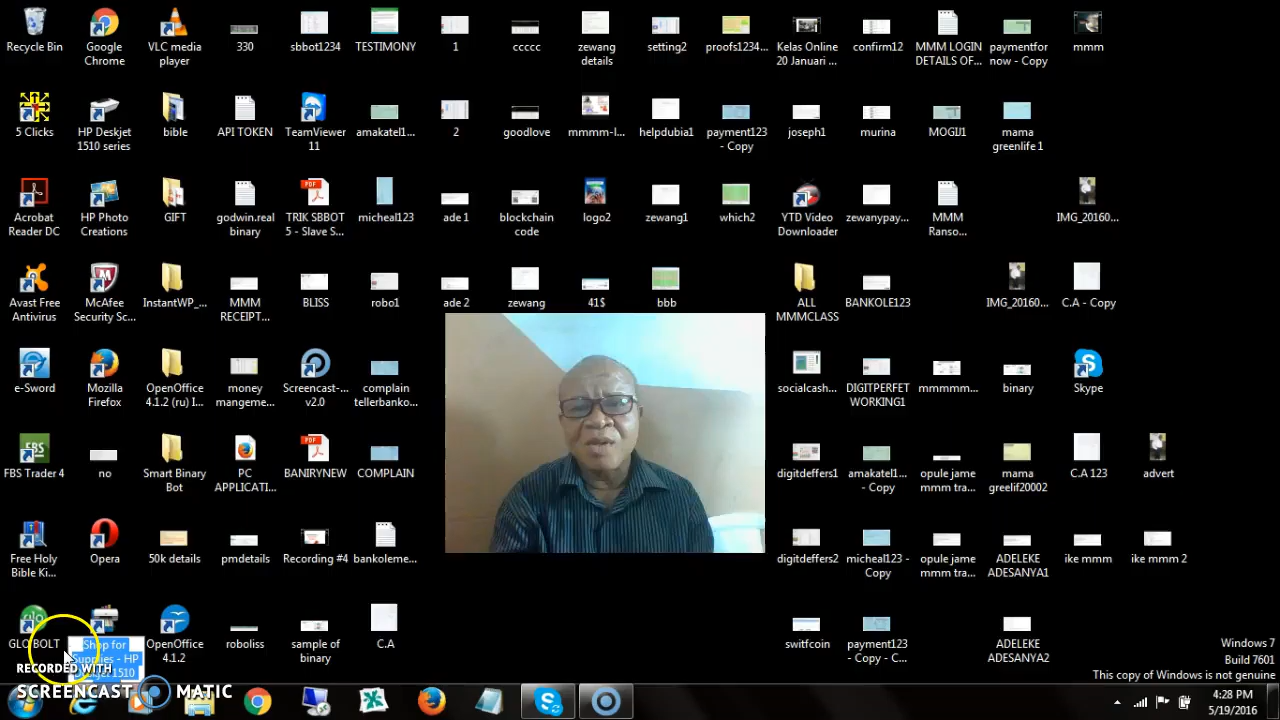 Recycle Bin
Google
Chrome
VLC media
player
330
sbbot1234
TESTIMONY
1
ccccc
zewang
details
setting2
proofs1234...
Kelas Online
20 Januari ...
confirm12
MMM LOGIN
DETAILS OF...
paymentfor
now - Copy
mmm
5 Clicks
HP Deskjet
1510 series
bible
API TOKEN
TeamViewer
11
amakatel1...
2
goodlove
mmmm-l...
helpdubia1
payment123
- Copy
joseph1
murina
MOGIJ1
mama
greenlife 1
Acrobat
Reader DC
HP Photo
Creations
GIFT
godwin.real
binary
TRIK SBBOT
5 - Slave S...
micheal123
ade 1
blockchain
code
logo2
zewang1
which2
YTD Video
Downloader
zewanypay...
MMM
Ranso...
IMG_20160...
Avast Free
Antivirus
McAfee
Security Sc...
InstantWP_...
MMM
RECEIPT...
BLISS
robo1
ade 2
zewang
41$
bbb
ALL
MMMCLASS
BANKOLE123
IMG_20160...
C.A - Copy
e-Sword
Mozilla
Firefox
OpenOffice
4.1.2 (ru) I...
money
mangeme...
Screencast-...
v2.0
complain
tellerbanko...
socialcash...
DIGITPERFET
WORKING1
mmmmm...
binary
Skype
FBS Trader 4
no
Smart Binary
Bot
PC
APPLICATI...
BANIRYNEW
COMPLAIN
digitdeffers1
amakatel1...
- Copy
opule jame
mmm tra...
mama
greelif20002
C.A 123
advert
Free Holy
Bible Ki...
Opera
50k details
pmdetails
Recording #4
bankoleme...
digitdeffers2
micheal123 -
Copy
opule jame
mmm tra...
ADELEKE
ADESANYA1
ike mmm
ike mmm 2
GLO BOLT
Shop for
Supplies - HP
Deskjet 1510
OpenOffice
4.1.2
roboliss
sample of
binary
C.A
switfcoin
payment123
- Copy - C...
ADELEKE
ADESANYA2
Windows 7
Build 7601
This copy of Windows is not genuine
RECORDED WITH
SCREENCAST MATIC
4:28 PM
5/19/2016